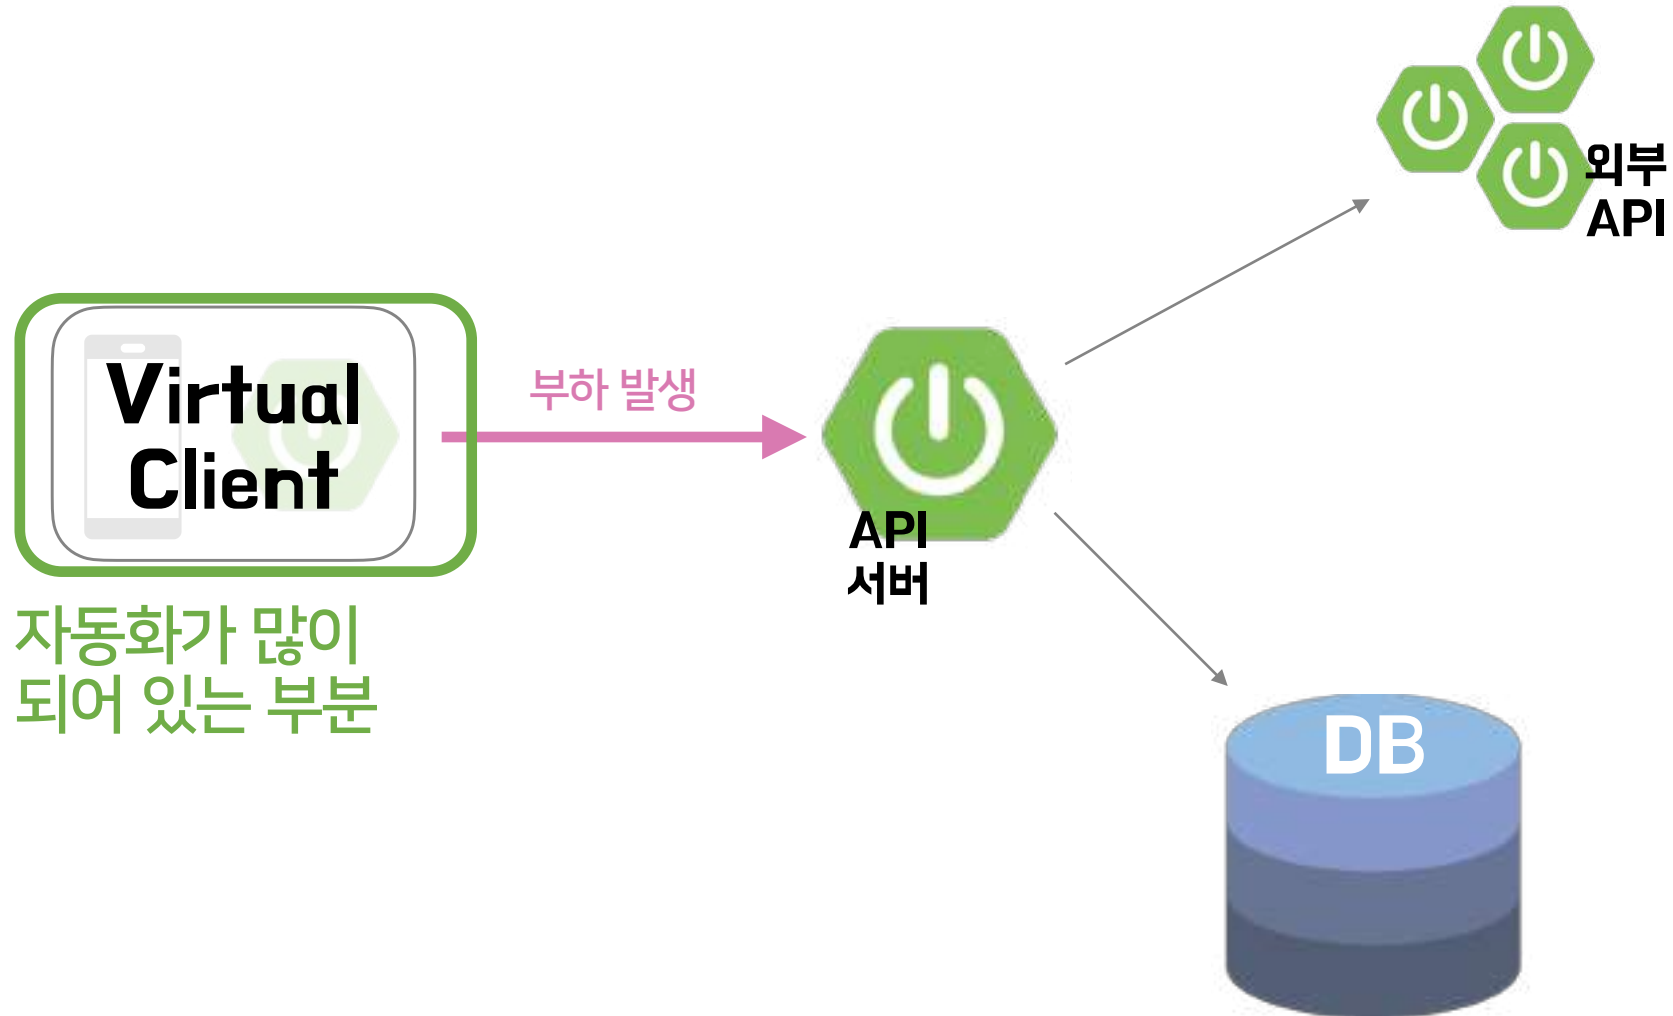 외부
API
Virtual
Client
부하 발생
API
서버
자동화가 많이
되어 있는 부분
DB